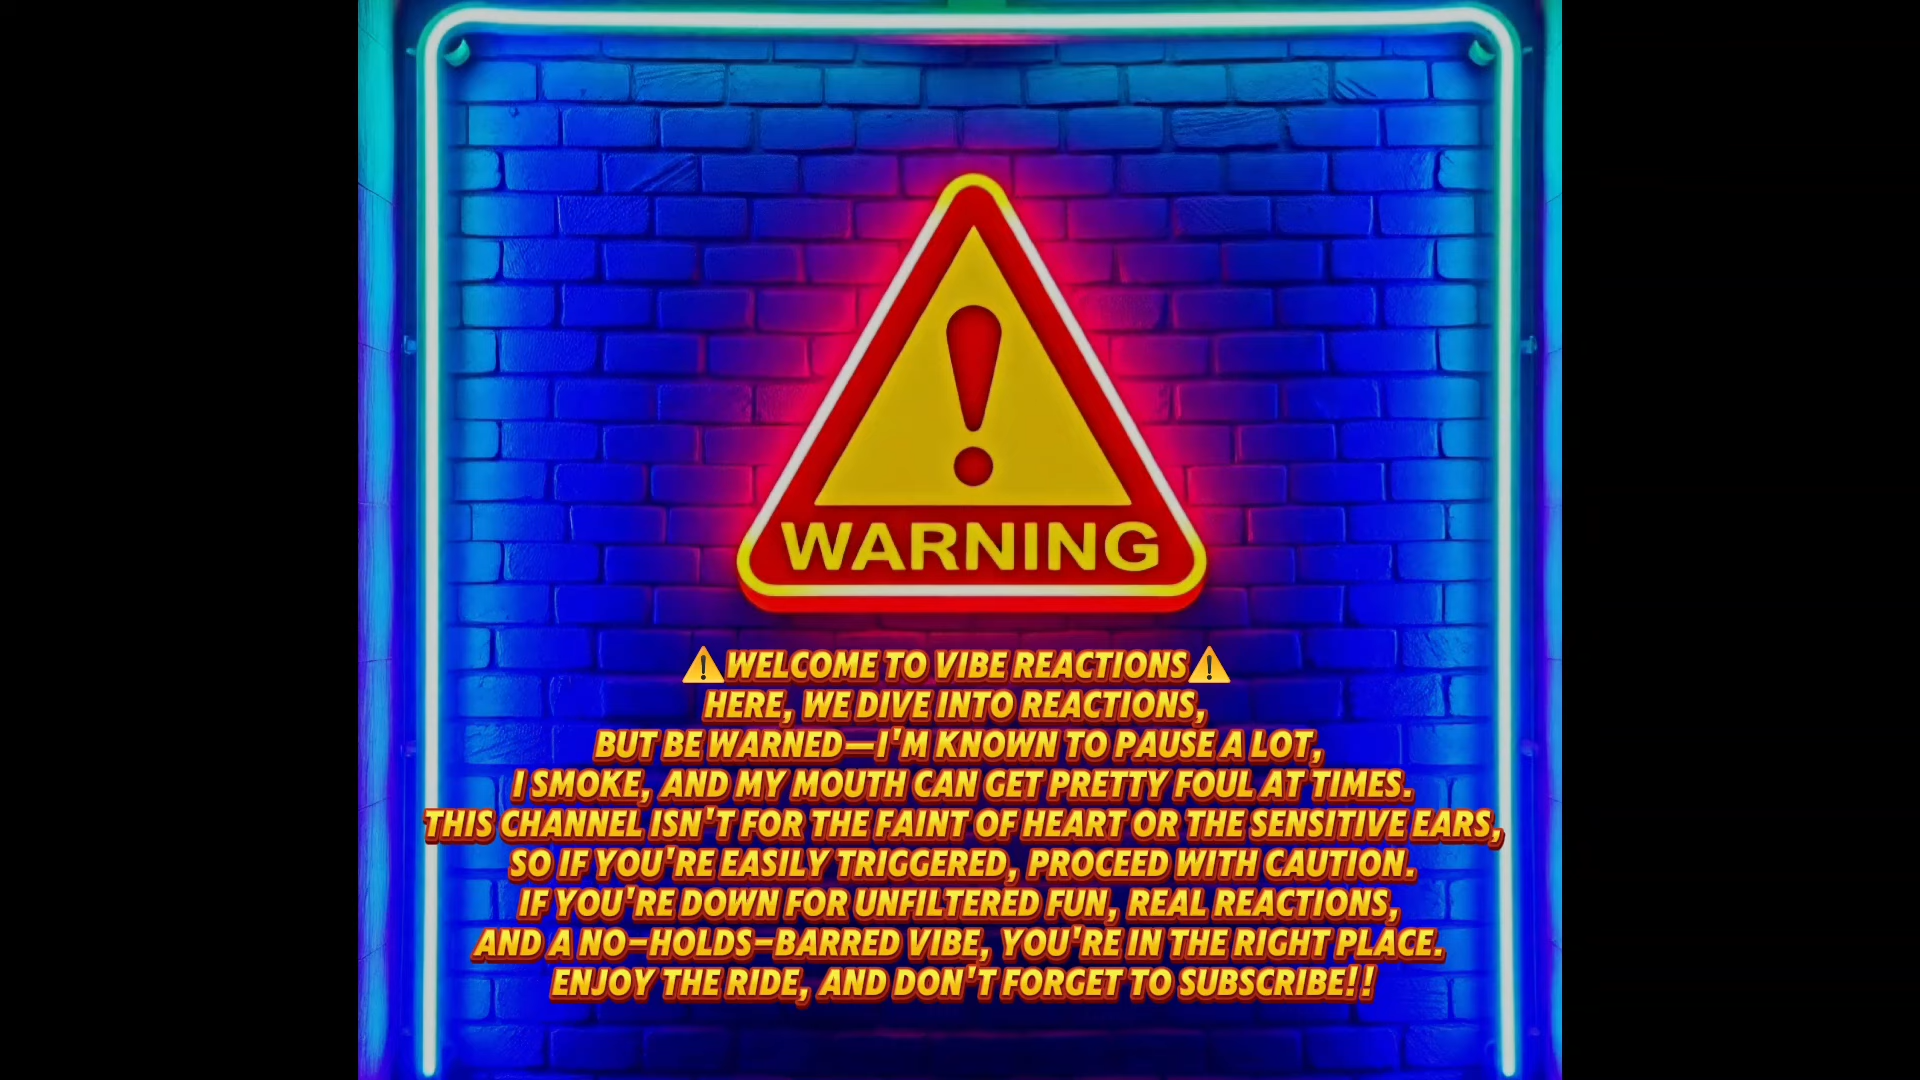 WARNING
⚠️WELCOME TO VIBE REACTIONS⚠️
HERE, WE DIVE INTO REACTIONS,
BUT BE WARNED—I'M KNOWN TO PAUSE A LOT,
I SMOKE, AND MY MOUTH CAN GET PRETTY FOUL AT TIMES.
THIS CHANNEL ISN'T FOR THE FAINT OF HEART OR THE SENSITIVE EARS,
SO IF YOU'RE EASILY TRIGGERED, PROCEED WITH CAUTION.
IF YOU'RE DOWN FOR UNFILTERED FUN, REAL REACTIONS,
AND A NO-HOLDS-BARRED VIBE, YOU'RE IN THE RIGHT PLACE.
ENJOY THE RIDE, AND DON'T FORGET TO SUBSCRIBE!!